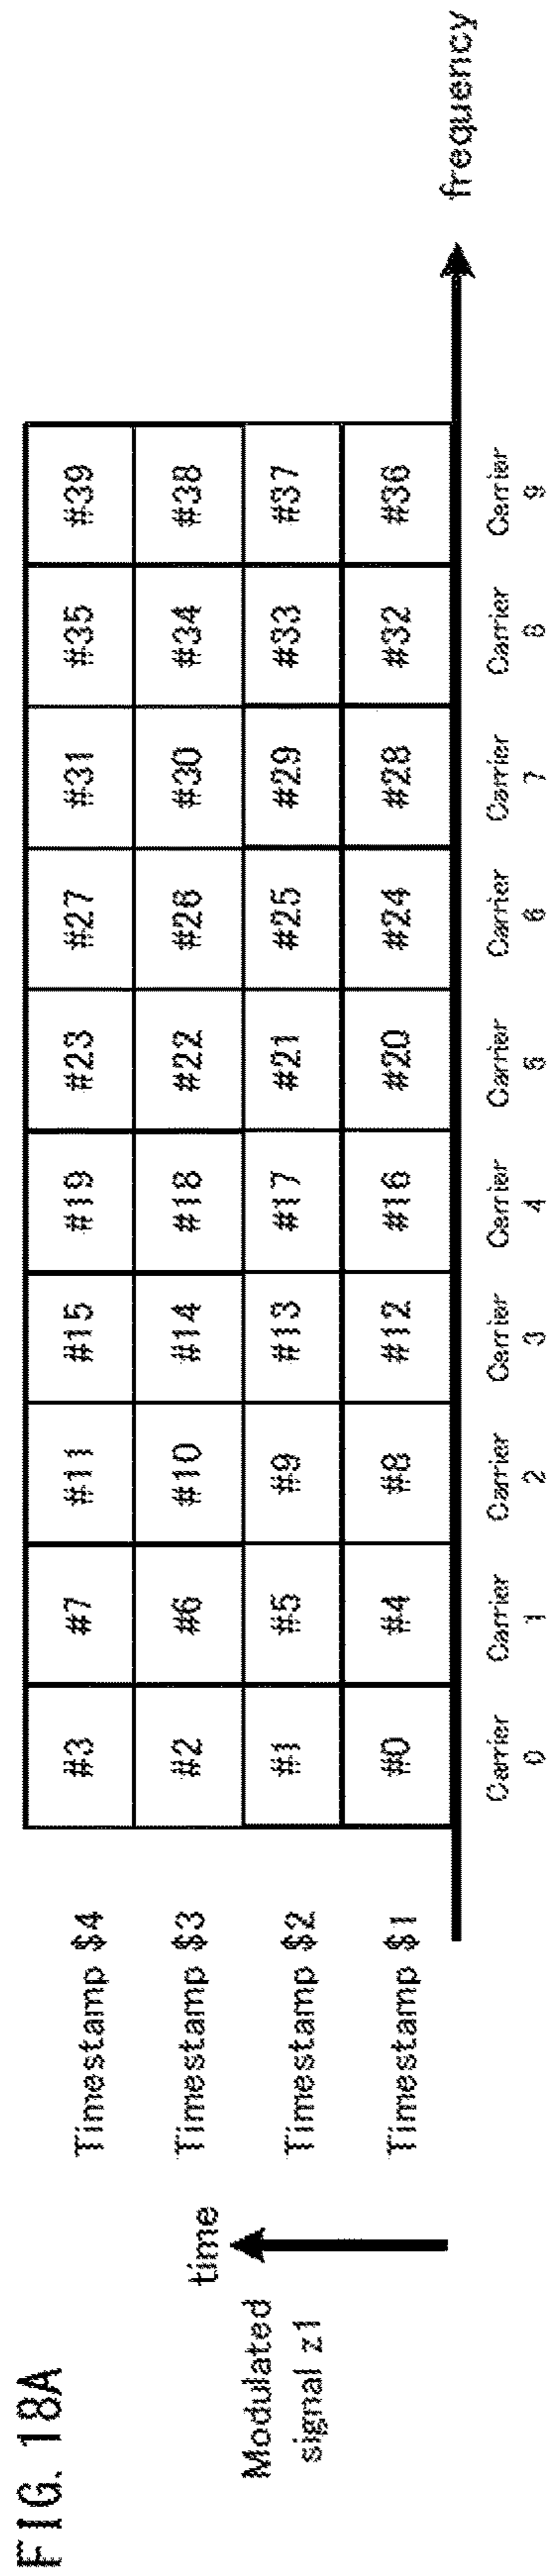 FIG. 18A
Modulated
signal z1
time
Timestamp $4
#3 #7 #11 #15 #19 #23 #27 #31 #35 #39
Timestamp $3
#2 #6 #10 #14 #18 #22 #26 #30 #34 #38
Timestamp $2
#1 #5 #9 #13 #17 #21 #25 #29 #33 #37
Timestamp $1
#0 #4 #8 #12 #16 #20 #24 #28 #32 #36
frequency
Carrier
0
Carrier
1
Carrier
2
Carrier
3
Carrier
4
Carrier
5
Carrier
6
Carrier
7
Carrier
8
Carrier
9